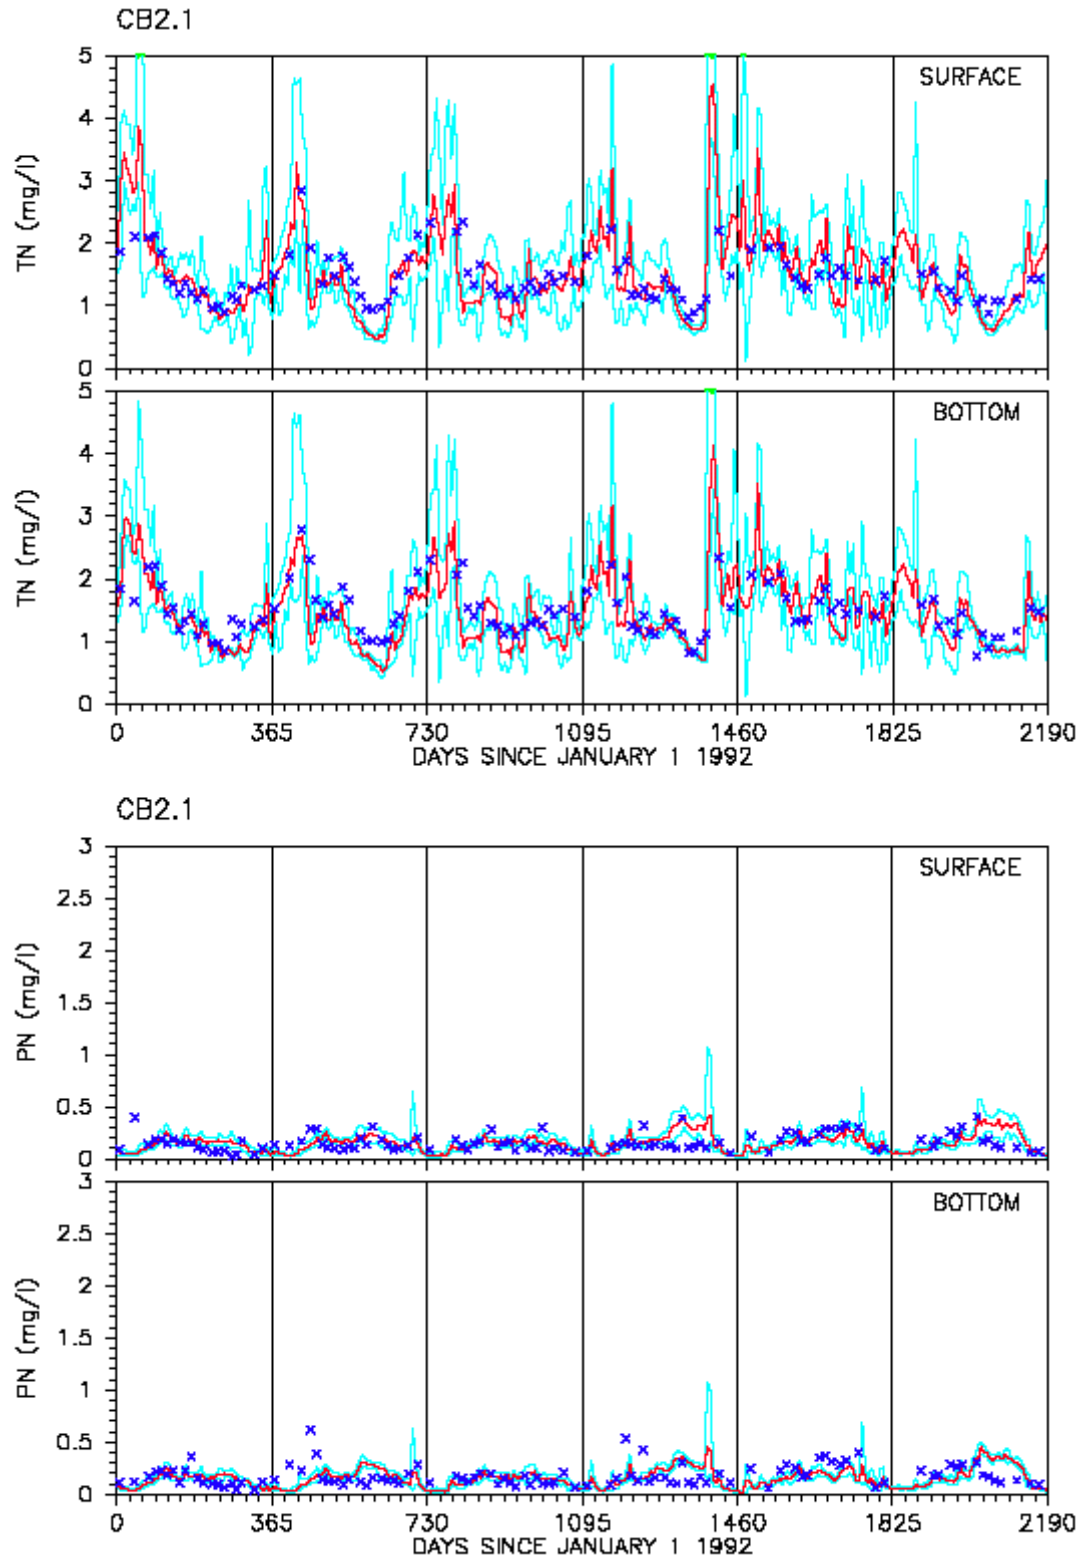 CB2.1
5
SURFACE
4
3
2
1
0
TN (mg/l)
5
BOTTOM
4
3
2
1
0
TN (mg/l)
0 365 730 1095 1460 1825 2190
DAYS SINCE JANUARY 1 1992
CB2.1
3
SURFACE
2.5
2
1.5
1
0.5
0
PN (mg/l)
3
BOTTOM
2.5
2
1.5
1
0.5
0
PN (mg/l)
0 365 730 1095 1460 1825 2190
DAYS SINCE JANUARY 1 1992